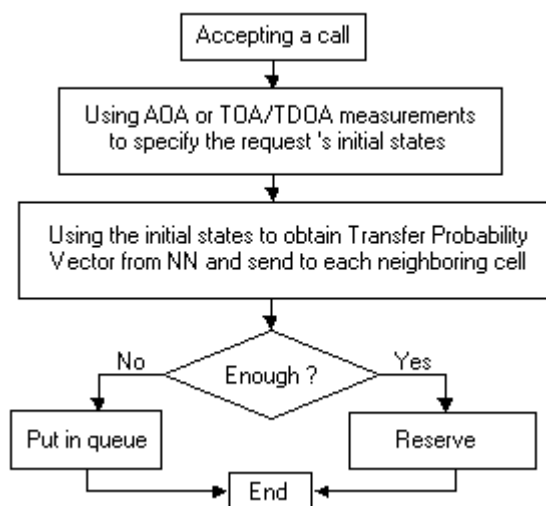 Accepting a call
Using AOA or TOA/TDOA measurements
to specify the request 's initial states
Using the initial states to obtain Transfer Probability
Vector from NN and send to each neighboring cell
No
Enough ?
Yes
Put in queue
Reserve
End